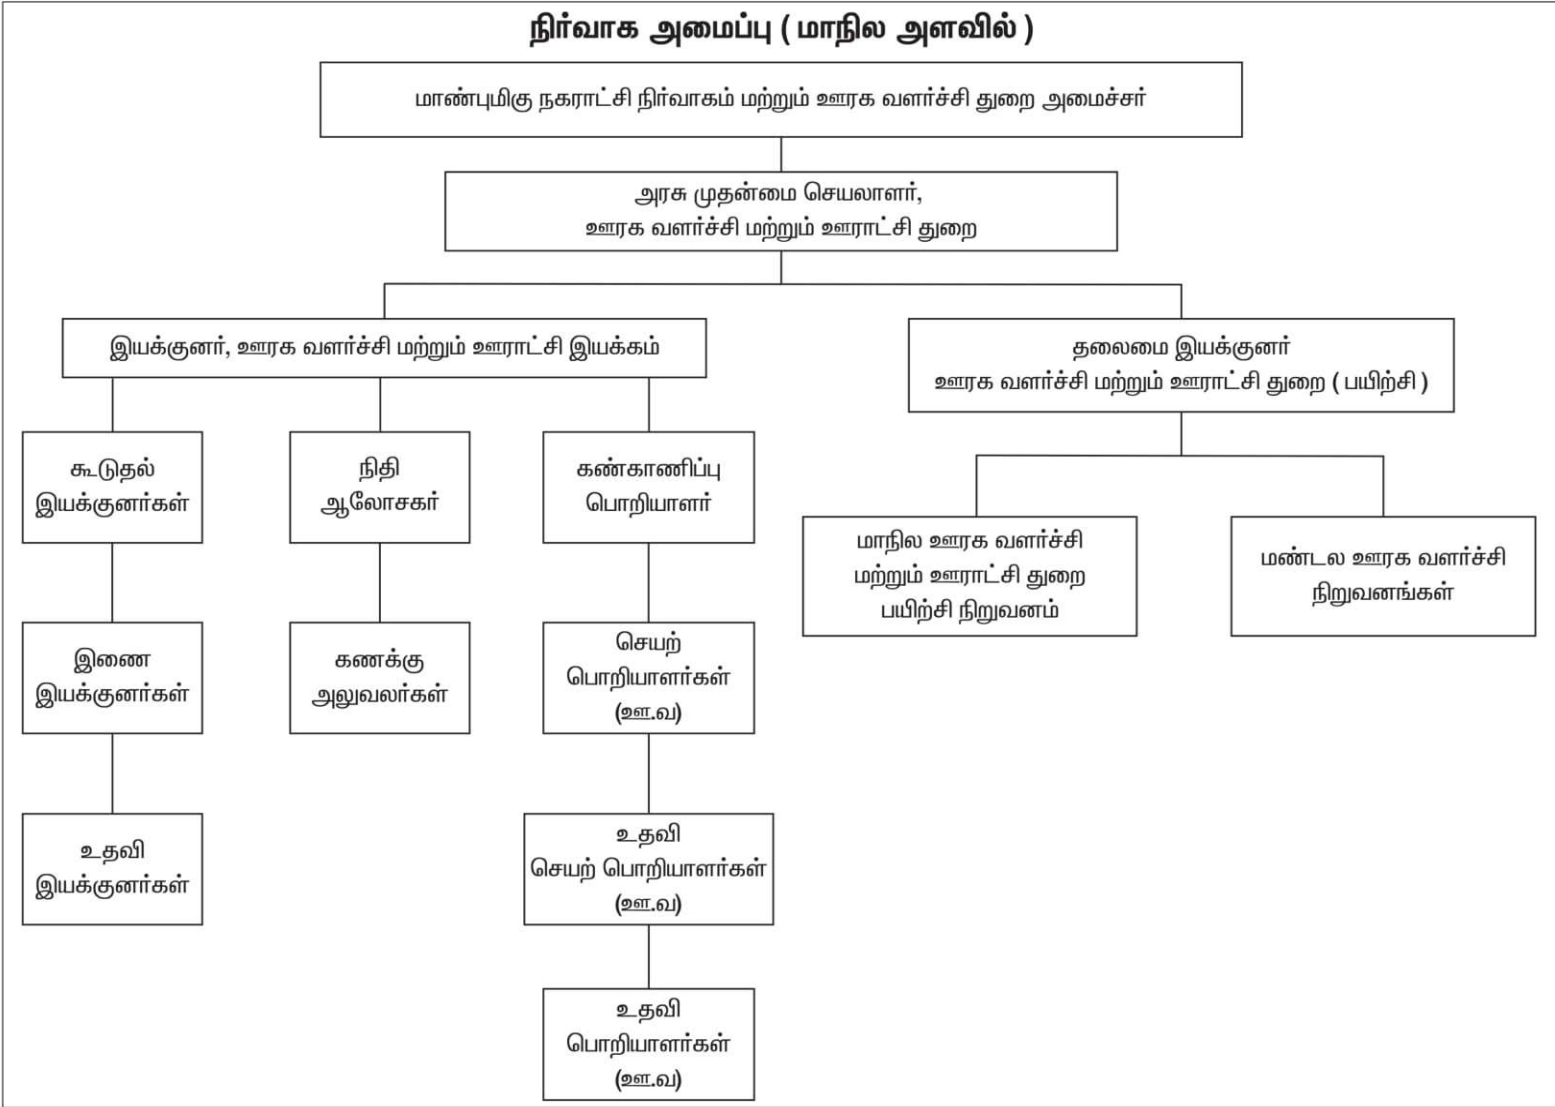 நிர்வாக அமைப்பு ( மாநில அளவில் )
மாண்புமிகு நகராட்சி நிர்வாகம் மற்றும் ஊரக வளர்ச்சி துறை அமைச்சர்
அரசு முதன்மை செயலாளர்,
ஊரக வளர்ச்சி மற்றும் ஊராட்சி துறை
இயக்குனர், ஊரக வளர்ச்சி மற்றும் ஊராட்சி இயக்கம்
தலைமை இயக்குனர்
ஊரக வளர்ச்சி மற்றும் ஊராட்சி துறை ( பயிற்சி )
கூடுதல்
இயக்குனர்கள்
நிதி
ஆலோசகர்
கண்காணிப்பு
பொறியாளர்
மாநில ஊரக வளர்ச்சி
மற்றும் ஊராட்சி துறை
பயிற்சி நிறுவனம்
மண்டல ஊரக வளர்ச்சி
நிறுவனங்கள்
இணை
இயக்குனர்கள்
கணக்கு
அலுவலர்கள்
செயற்
பொறியாளர்கள்
(ஊ.வ)
உதவி
இயக்குனர்கள்
உதவி
செயற் பொறியாளர்கள்
(ஊ.வ)
உதவி
பொறியாளர்கள்
(ஊ.வ)